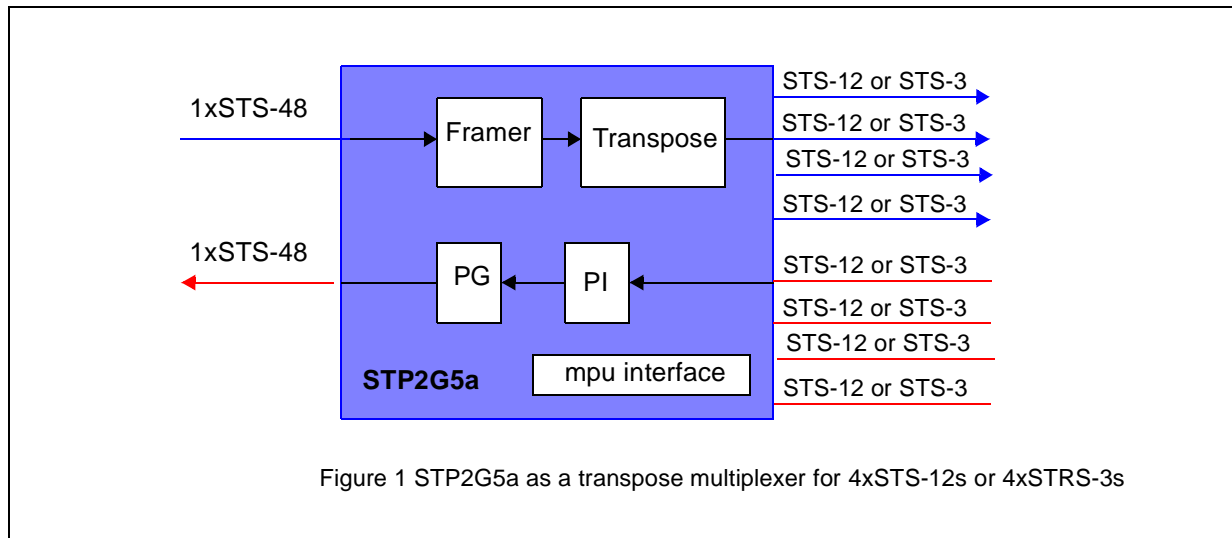 1xSTS-48
Framer
Transpose
STS-12 or STS-3
STS-12 or STS-3
STS-12 or STS-3
STS-12 or STS-3
1xSTS-48
PG
PI
STS-12 or STS-3
STS-12 or STS-3
STS-12 or STS-3
STS-12 or STS-3
STP2G5a
mpu interface
Figure 1 STP2G5a as a transpose multiplexer for 4xSTS-12s or 4xSTRS-3s